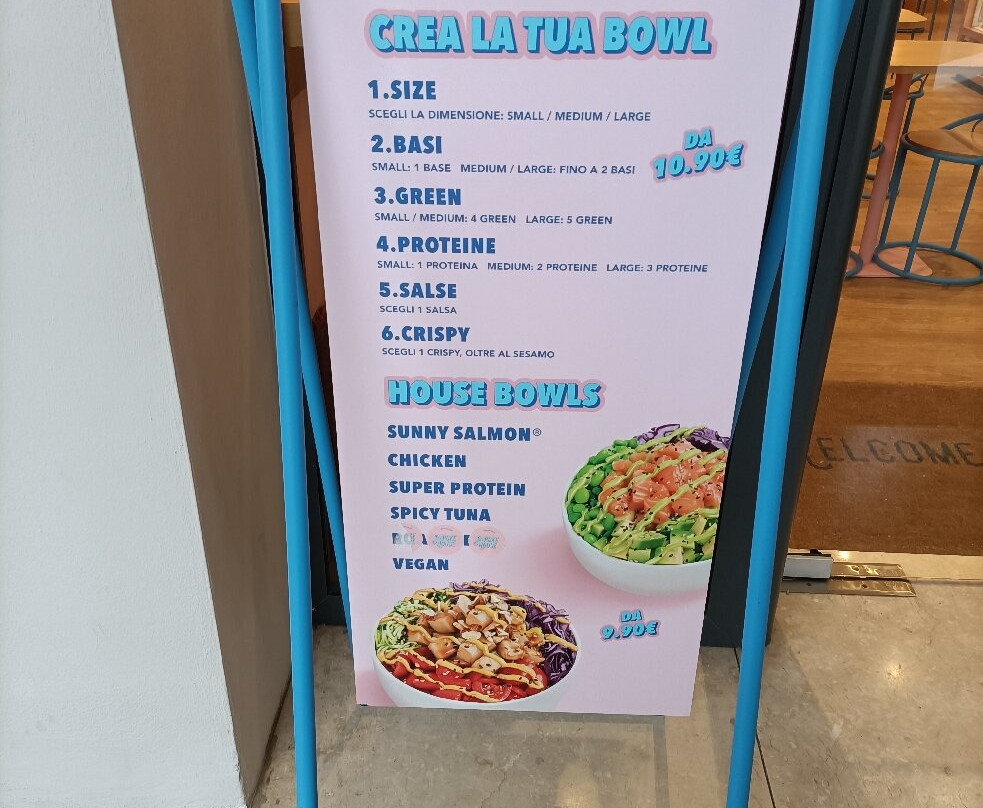 CREA LA TUA BOWL
1.SIZE
SCEGLI LA DIMENSIONE: SMALL / MEDIUM / LARGE
2.BASI
SMALL: 1 BASE MEDIUM / LARGE: FINO A 2 BASI
DA
10.90€
3.GREEN
SMALL / MEDIUM: 4 GREEN LARGE: 5 GREEN
4.PROTEINE
SMALL: 1 PROTEINA MEDIUM: 2 PROTEINE LARGE: 3 PROTEINE
5.SALSE
SCEGLI 1 SALSA
6.CRISPY
SCEGLI 1 CRISPY, OLTRE AL SESAMO
HOUSE BOWLS
SUNNY SALMON®
CHICKEN
SUPER PROTEIN
SPICY TUNA
VEGAN
DA
9.90€
WELCOME